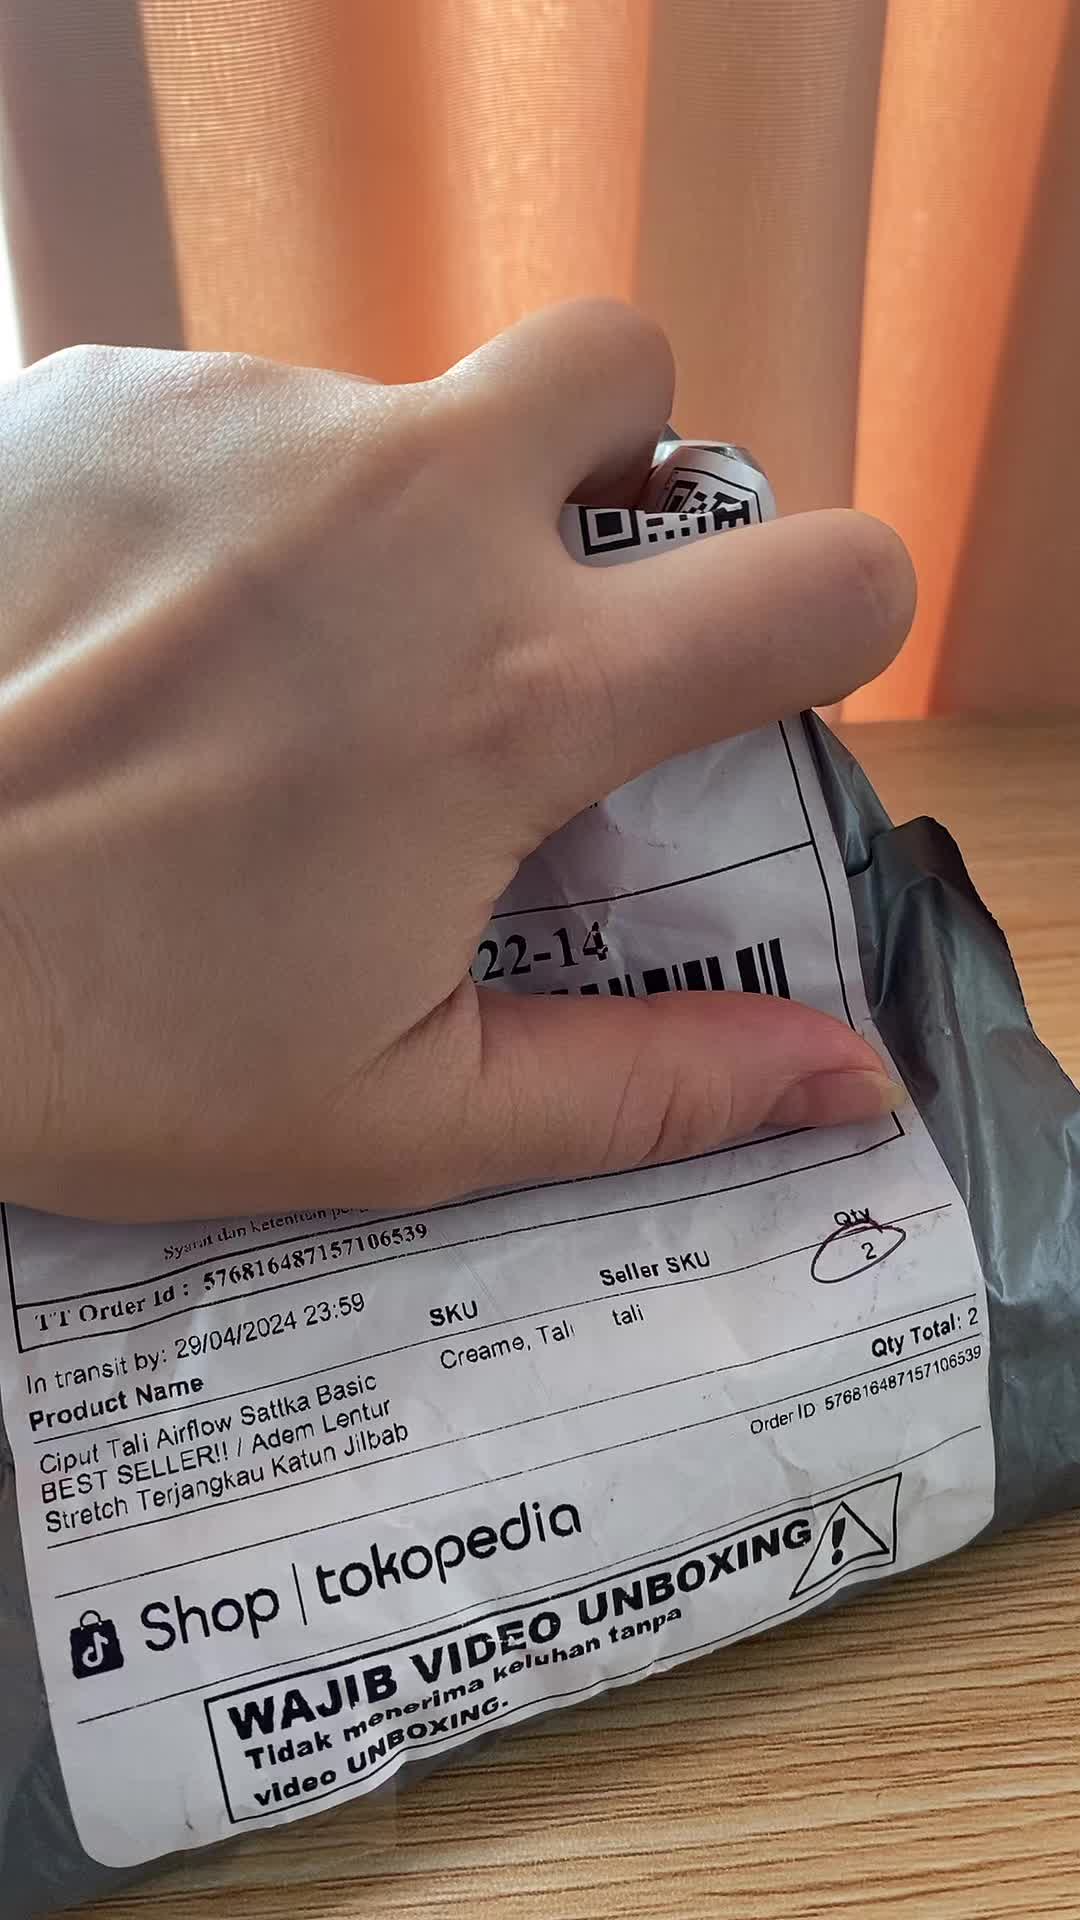 22-14
Syarat dan ketentuan
TT Order Id : 576816487157106539
In transit by: 29/04/2024 23:59
Product Name SKU Seller SKU Qty
Ciput Tali Airflow Sattka Basic Creame, Tali tali 2
BEST SELLER!! / Adem Lentur
Stretch Terjangkau Katun Jilbab
Qty Total: 2
Order ID 576816487157106539
Shop | tokopedia
WAJIB VIDEO UNBOXING
Tidak menerima keluhan tanpa
video UNBOXING.